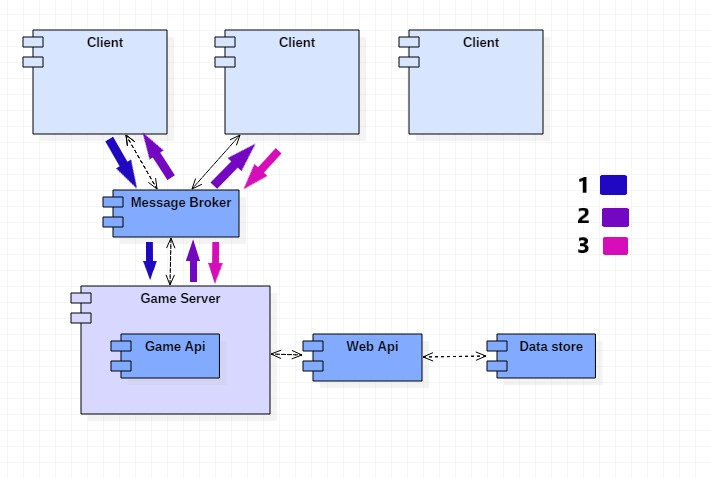 Client
Client
Client
Message Broker
1
2
3
Game Server
Game Api
Web Api
Data store